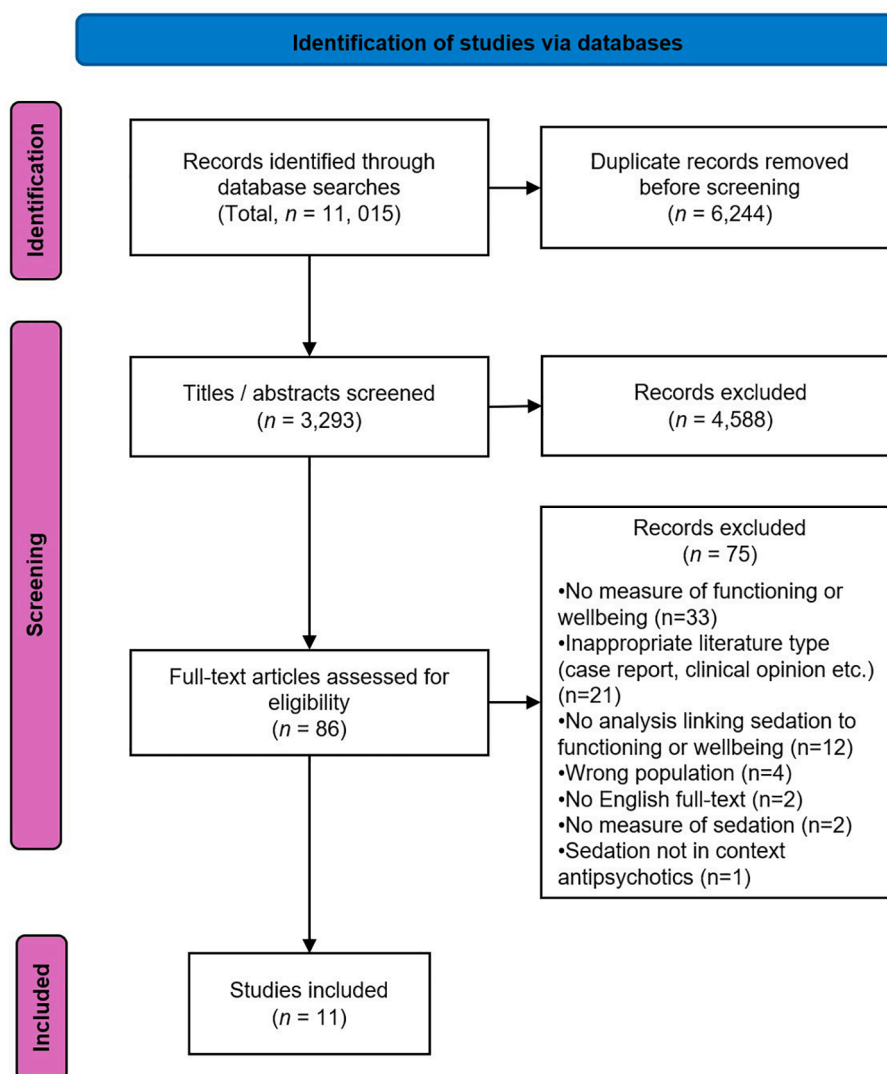 Identification of studies via databases
Identification
Records identified through
database searches
(Total, n = 11, 015)
Duplicate records removed
before screening
(n = 6,244)
Screening
Titles / abstracts screened
(n = 3,293)
Records excluded
(n = 4,588)
Full-text articles assessed for
eligibility
(n = 86)
Records excluded
(n = 75)
•No measure of functioning or
wellbeing (n=33)
•Inappropriate literature type
(case report, clinical opinion etc.)
(n=21)
•No analysis linking sedation to
functioning or wellbeing (n=12)
•Wrong population (n=4)
•No English full-text (n=2)
•No measure of sedation (n=2)
•Sedation not in context
antipsychotics (n=1)
Included
Studies included
(n = 11)